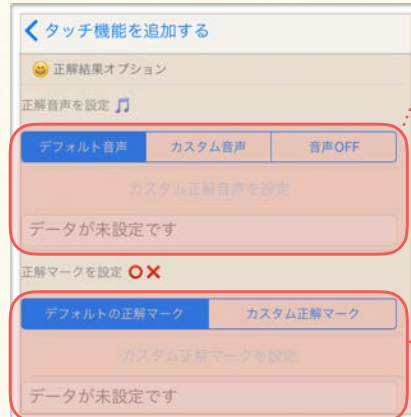 タッチ機能を追加する
😀 正解結果オプション
正解音声を設定 🎵
デフォルト音声 カスタム音声 音声OFF
カスタム正解音声を設定
データが未設定です
正解マークを設定 ⭕❌
デフォルトの正解マーク カスタム正解マーク
カスタム正解マークを設定
データが未設定です